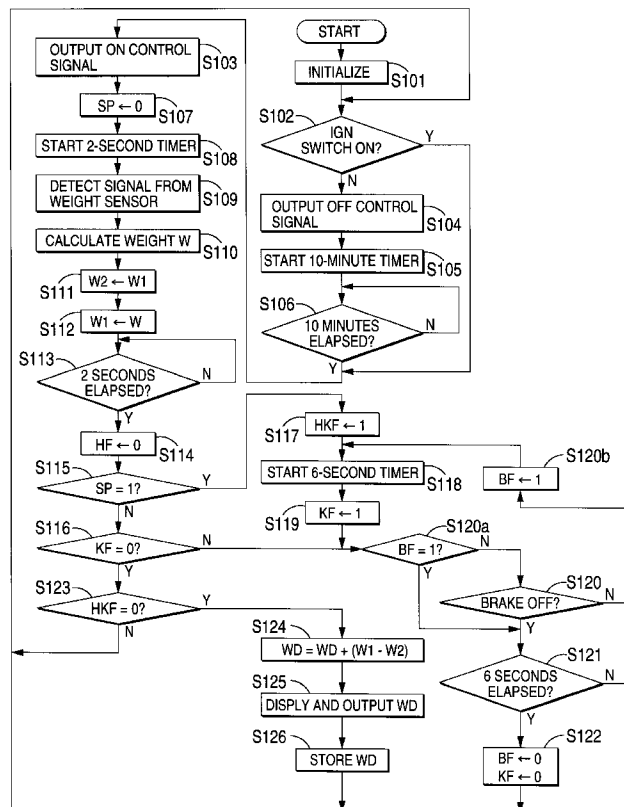 START
INITIALIZE
S101
S102
IGN
SWITCH ON?
Y
N
OUTPUT OFF CONTROL
SIGNAL
S104
START 10-MINUTE TIMER
S105
S106
10 MINUTES
ELAPSED?
N
Y
OUTPUT ON CONTROL
SIGNAL
S103
SP ← 0
S107
START 2-SECOND TIMER
S108
DETECT SIGNAL FROM
WEIGHT SENSOR
S109
CALCULATE WEIGHT W
S110
S111
W2 ← W1
S112
W1 ← W
S113
2 SECONDS
ELAPSED?
N
Y
HF ← 0
S114
S115
SP = 1?
Y
N
S116
KF = 0?
N
Y
S123
HKF = 0?
Y
N
S117
HKF ← 1
START 6-SECOND TIMER
S118
S119
KF ← 1
S120a
BF = 1?
N
Y
S120b
BF ← 1
S120
BRAKE OFF?
N
Y
S121
6 SECONDS
ELAPSED?
N
Y
S122
BF ← 0
KF ← 0
S124
WD = WD + (W1 - W2)
S125
DISPLY AND OUTPUT WD
S126
STORE WD